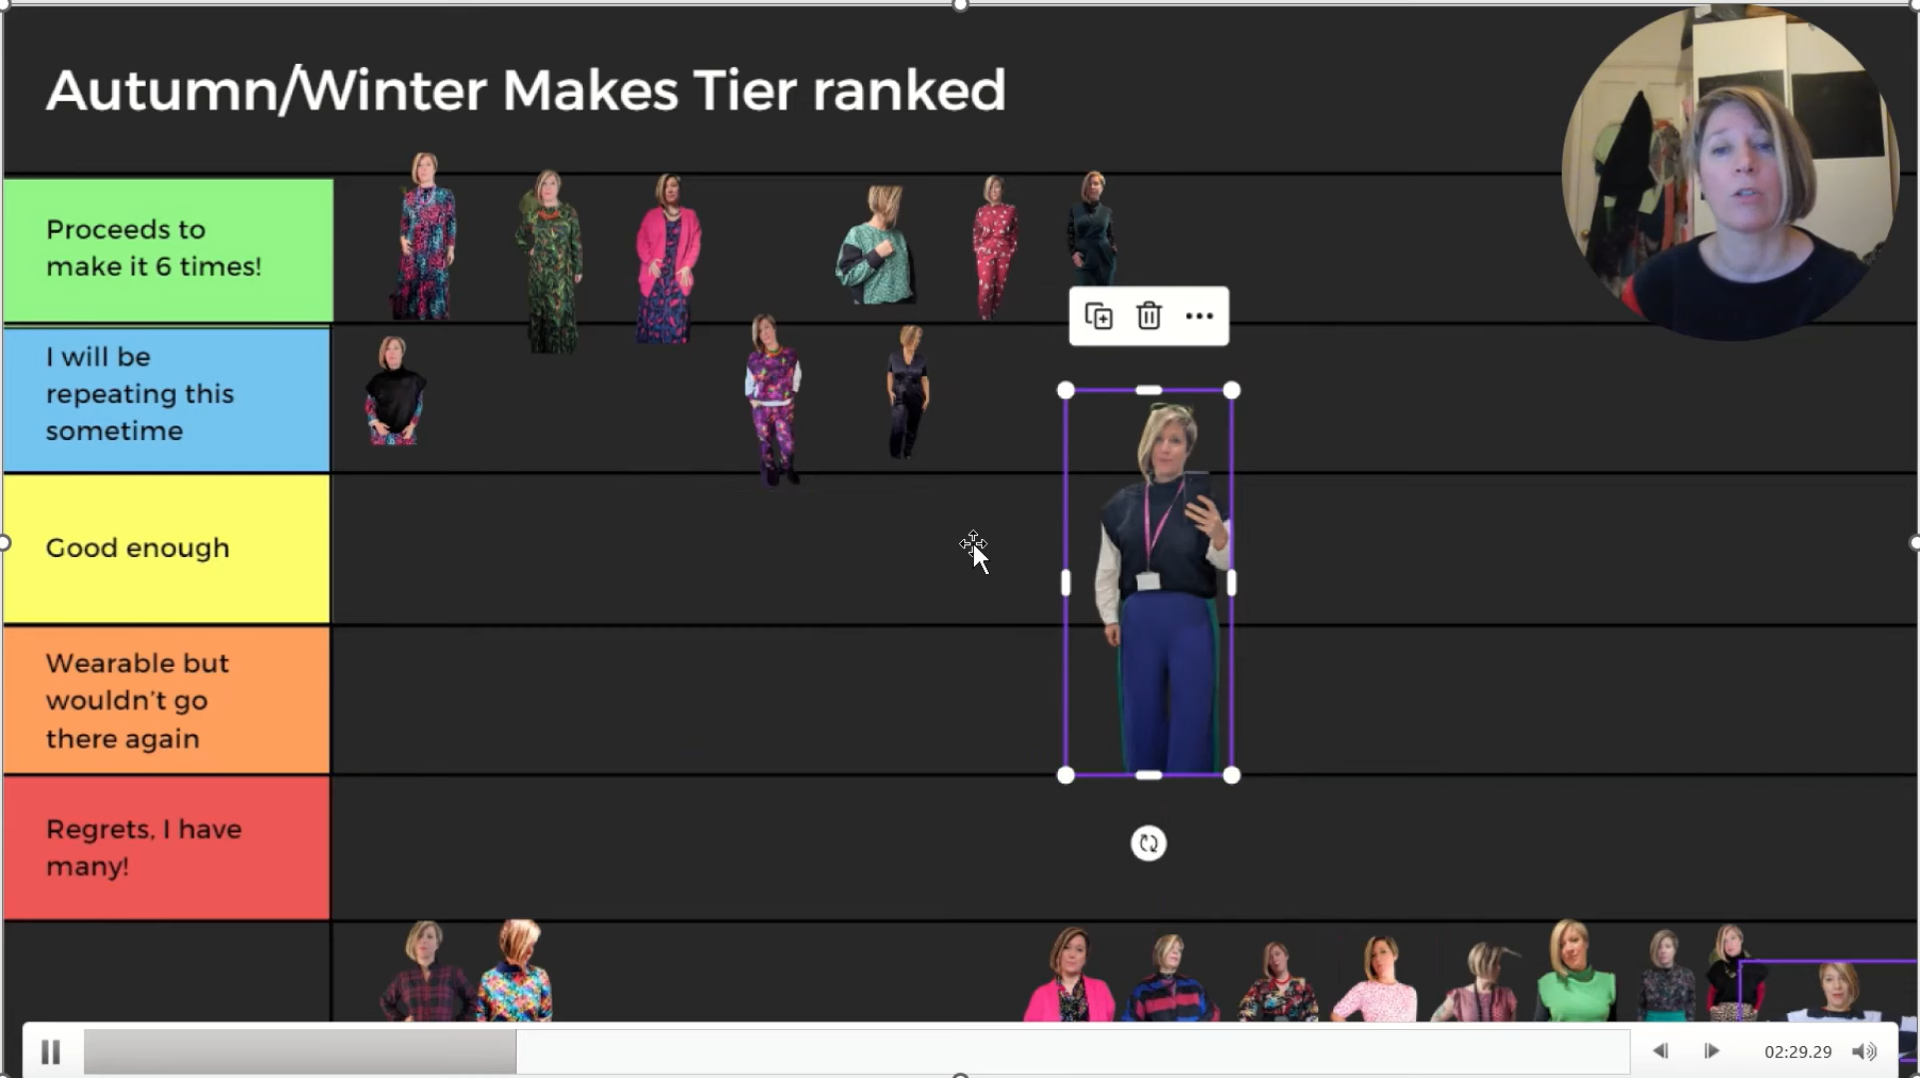 Autumn/Winter Makes Tier ranked
Proceeds to
make it 6 times!
I will be
repeating this
sometime
Good enough
Wearable but
wouldn't go
there again
Regrets, I have
many!
02:29.29